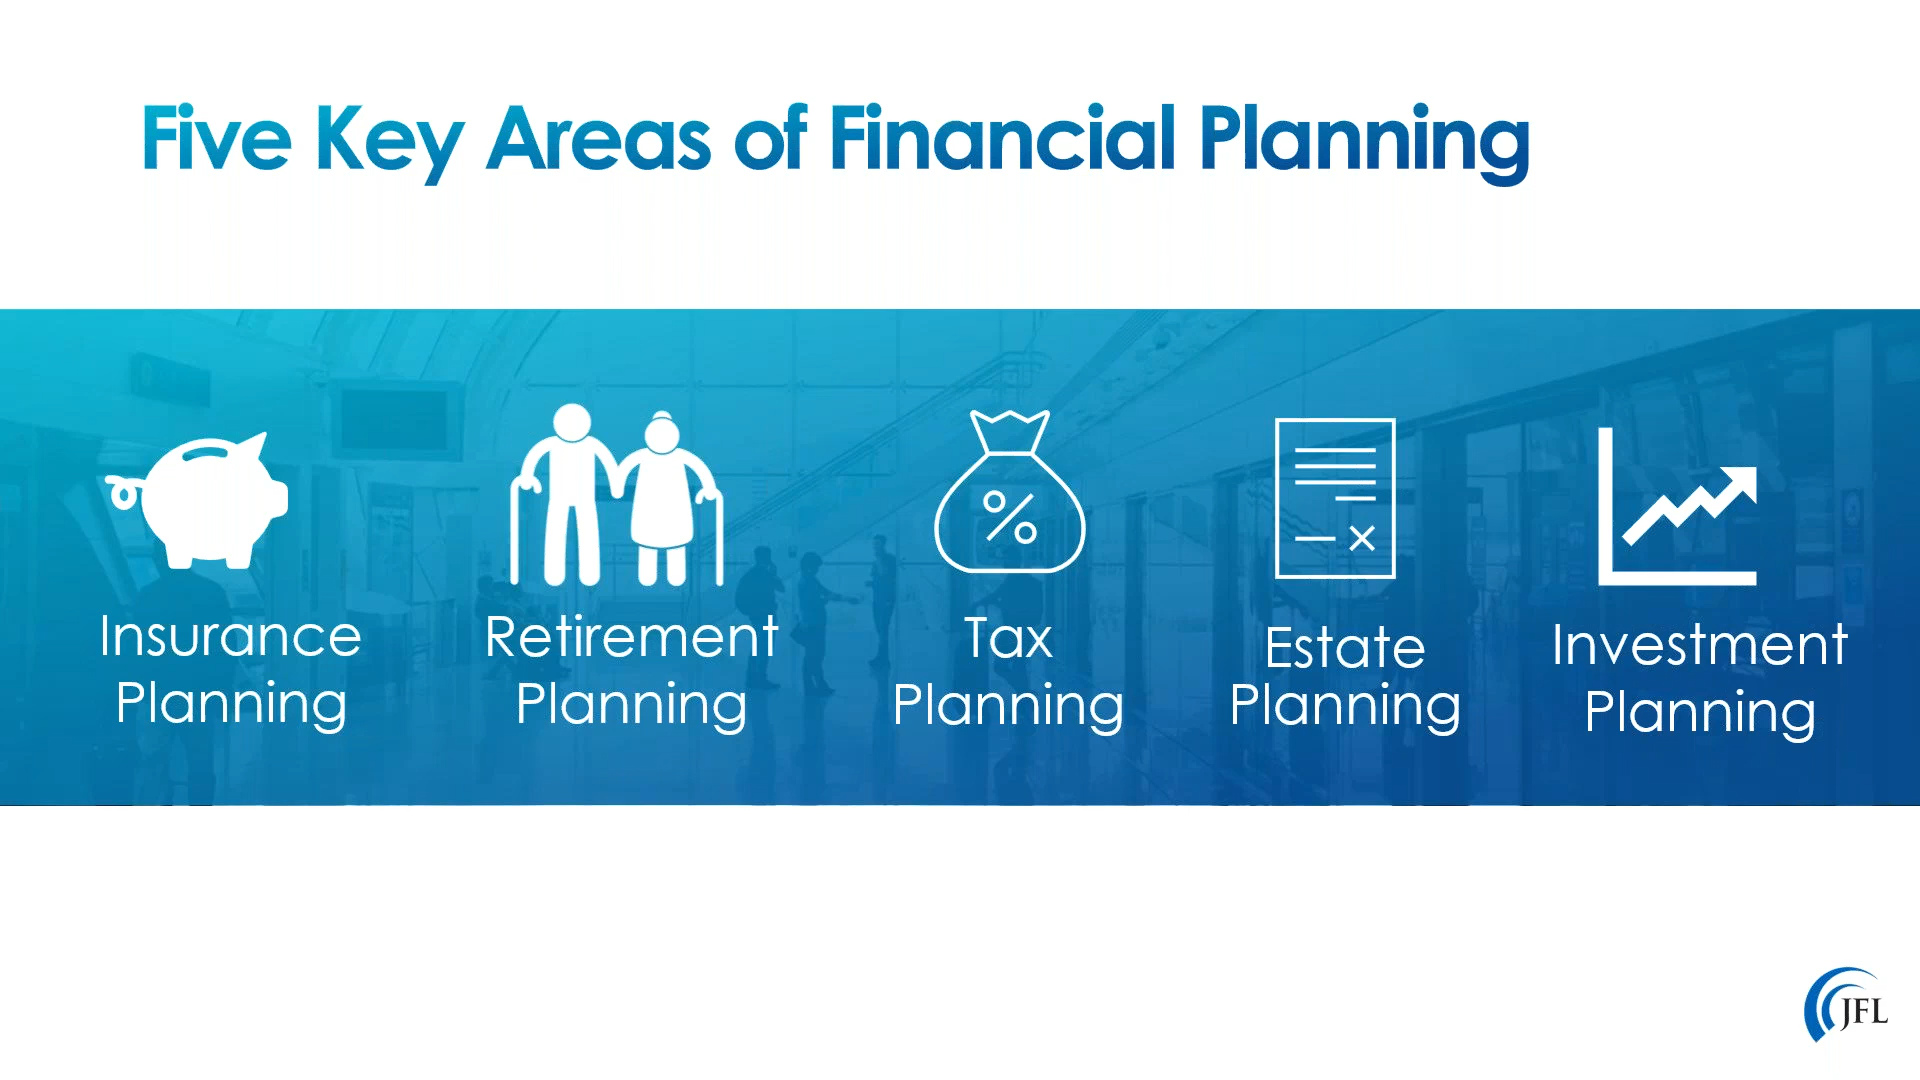 Five Key Areas of Financial Planning
Insurance
Planning
Retirement
Planning
%
Tax
Planning
Estate
Planning
Investment
Planning
JFL